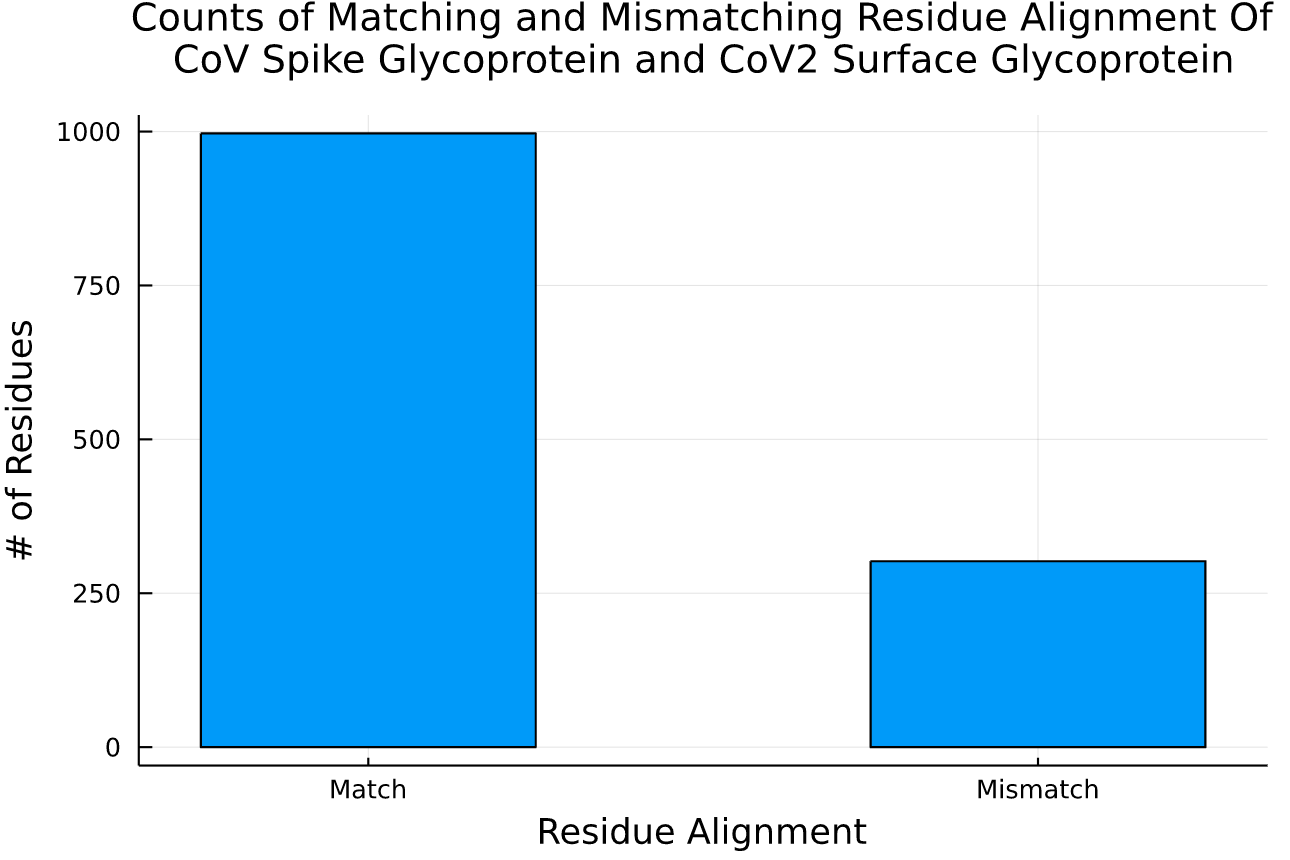 Counts of Matching and Mismatching Residue Alignment Of
CoV Spike Glycoprotein and CoV2 Surface Glycoprotein
# of Residues
1000
750
500
250
0
Match
Mismatch
Residue Alignment